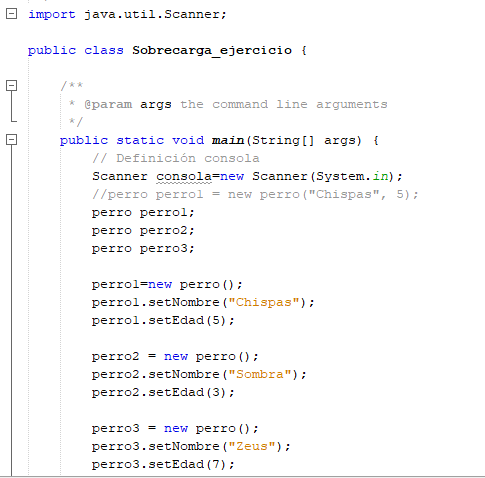 import java.util.Scanner;
public class Sobrecarga_ejercicio {
/**
* @param args the command line arguments
*/
public static void main(String[] args) {
// Definición consola
Scanner consola=new Scanner(System.in);
//perro perro1 = new perro("Chispas", 5);
perro perro1;
perro perro2;
perro perro3;
perro1=new perro();
perro1.setNombre("Chispas");
perro1.setEdad(5);
perro2 = new perro();
perro2.setNombre("Sombra");
perro2.setEdad(3);
perro3 = new perro();
perro3.setNombre("Zeus");
perro3.setEdad(7);